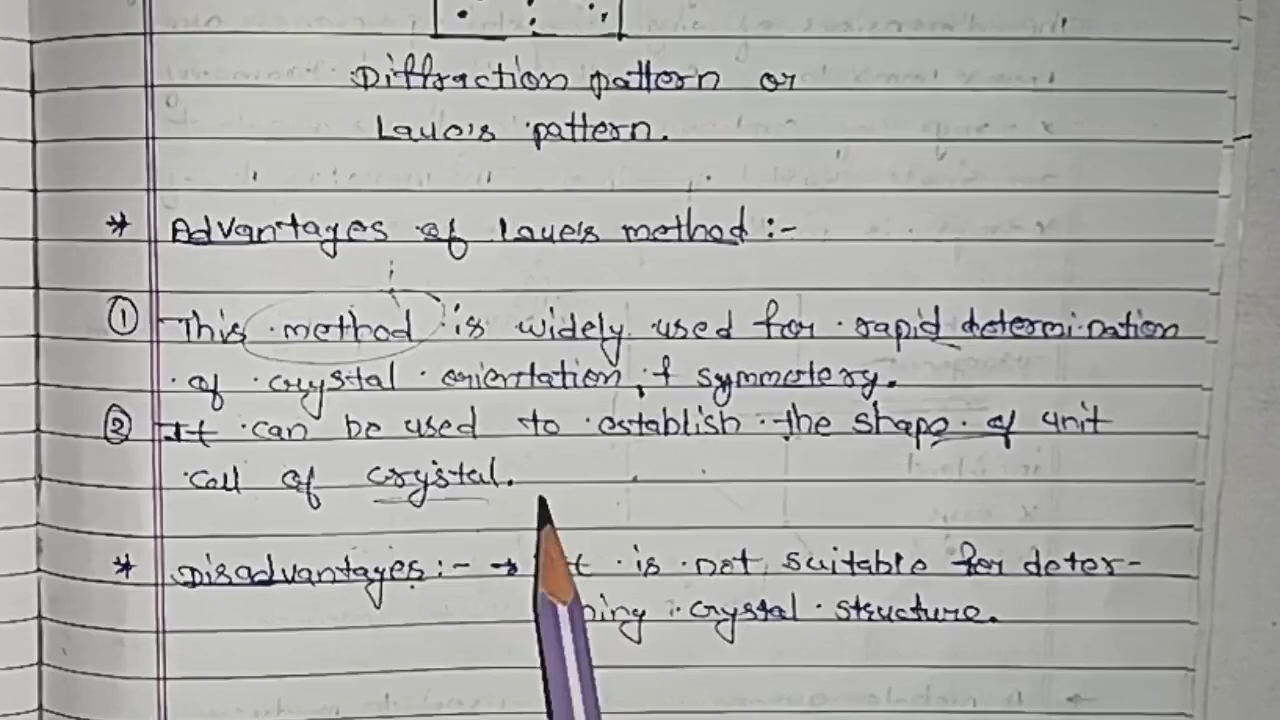 Diffraction pattern or
Laue's pattern.
* Advantages of Laue's method :-
① This method is widely used for rapid determination
of crystal orientation, & symmetery.
② It can be used to establish the shape of unit
cell of crystal.
* Disadvantages :- → It is not suitable for deter-
ning crystal structure.